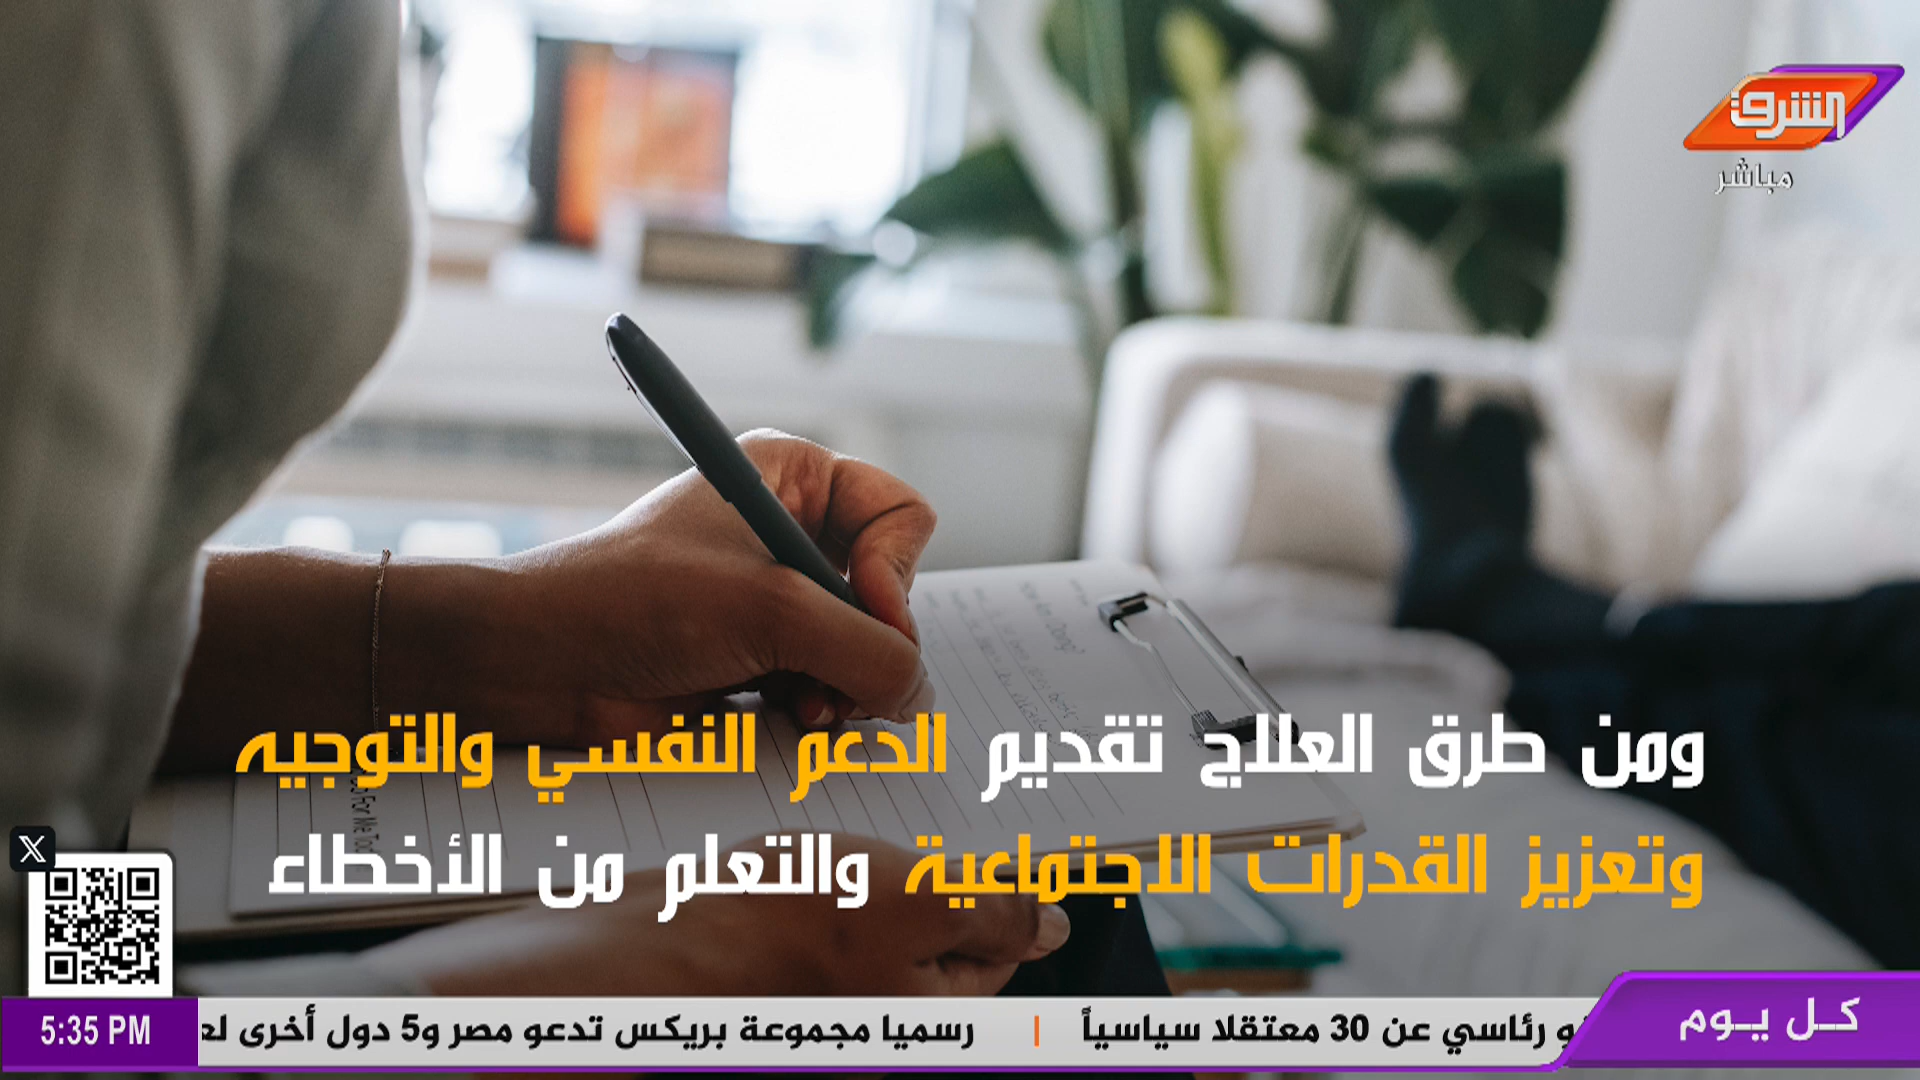 الشرق
مباشر
ومن طرق العلاج تقديم الدعم النفسي والتوجيه
وتعزيز القدرات الاجتماعية والتعلم من الأخطاء
X
كل يوم
رئاسي عن 30 معتقلا سياسياً | رسميا مجموعة بريكس تدعو مصر و5 دول أخرى
5:35 PM